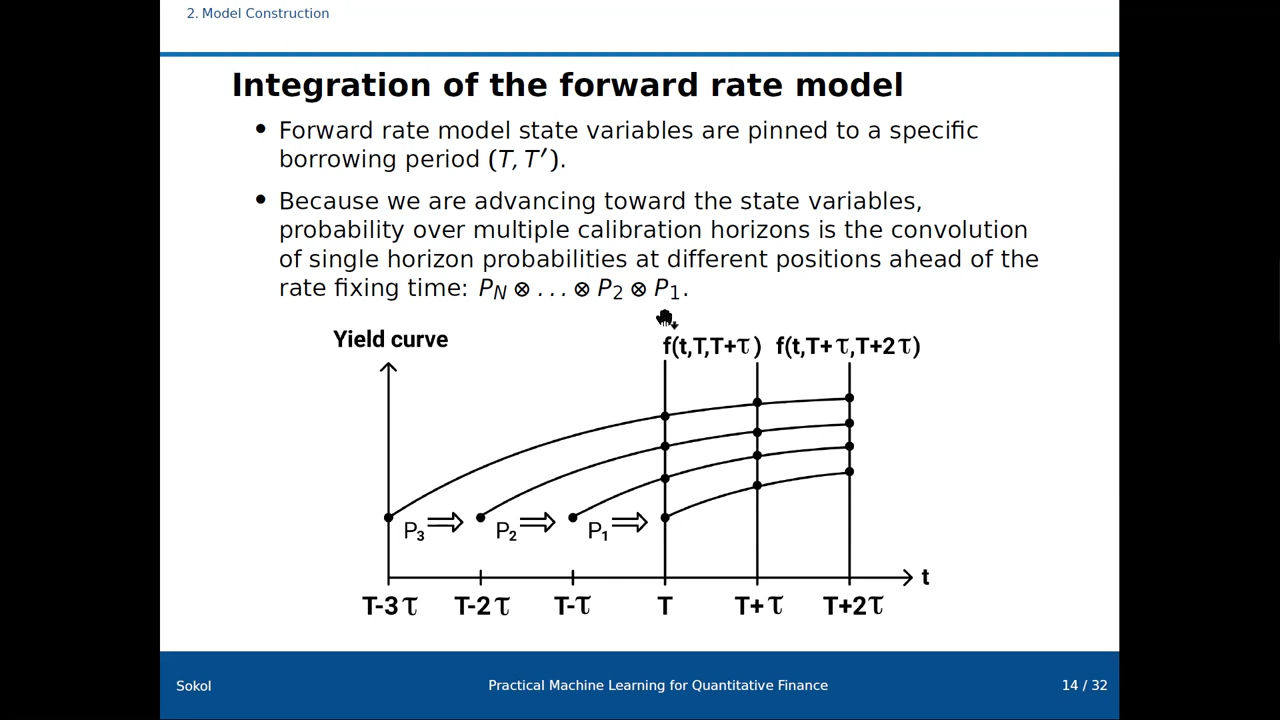 2. Model Construction
Integration of the forward rate model
• Forward rate model state variables are pinned to a specific
borrowing period (T, T′).
• Because we are advancing toward the state variables,
probability over multiple calibration horizons is the convolution
of single horizon probabilities at different positions ahead of the
rate fixing time: P_N ⊗ ... ⊗ P_2 ⊗ P_1.
Yield curve
f(t,T,T+τ) f(t,T+τ,T+2τ)
P_3 P_2 P_1
t
T-3τ T-2τ T-τ T T+τ T+2τ
Sokol Practical Machine Learning for Quantitative Finance 14 / 32